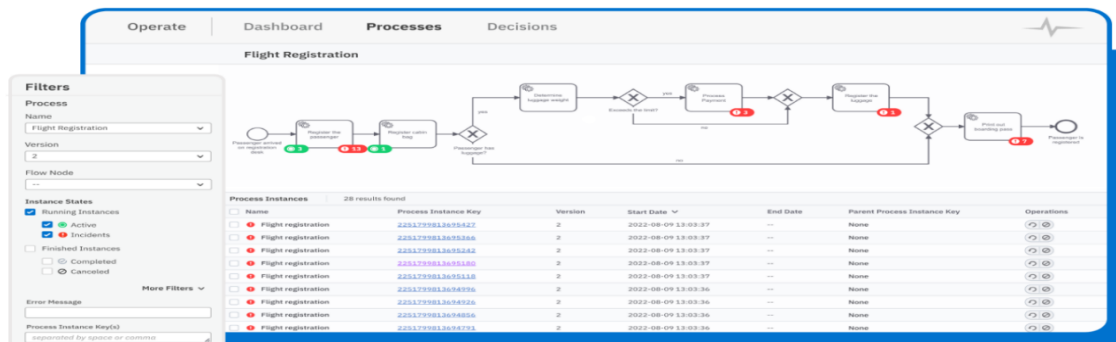 Operate
Dashboard
Processes
Decisions
Flight Registration
Filters
Process
Name
Flight Registration
Version
2
Flow Node
--
Instance States
Running Instances
Active
Incidents
Finished Instances
Completed
Canceled
More Filters
Error Message
Process Instance Key(s)
separated by space or comma
Passenger arrived
on registration
desk
Register the
passenger
3
13
Register cabin
bag
1
Passenger has
luggage?
yes
no
Determine
luggage weight
Exceeds the limit?
yes
no
Process
Payment
3
Register the
luggage
5
Print out
boarding pass
7
Passenger is
registered
Process Instances 28 results found
Name Process Instance Key Version Start Date End Date Parent Process Instance Key Operations
Flight registration 2251799813695427 2 2022-08-09 13:03:37 -- None
Flight registration 2251799813695366 2 2022-08-09 13:03:37 -- None
Flight registration 2251799813695242 2 2022-08-09 13:03:37 -- None
Flight registration 2251799813695180 2 2022-08-09 13:03:37 -- None
Flight registration 2251799813695118 2 2022-08-09 13:03:37 -- None
Flight registration 2251799813694996 2 2022-08-09 13:03:36 -- None
Flight registration 2251799813694926 2 2022-08-09 13:03:36 -- None
Flight registration 2251799813694856 2 2022-08-09 13:03:36 -- None
Flight registration 2251799813694791 2 2022-08-09 13:03:36 -- None